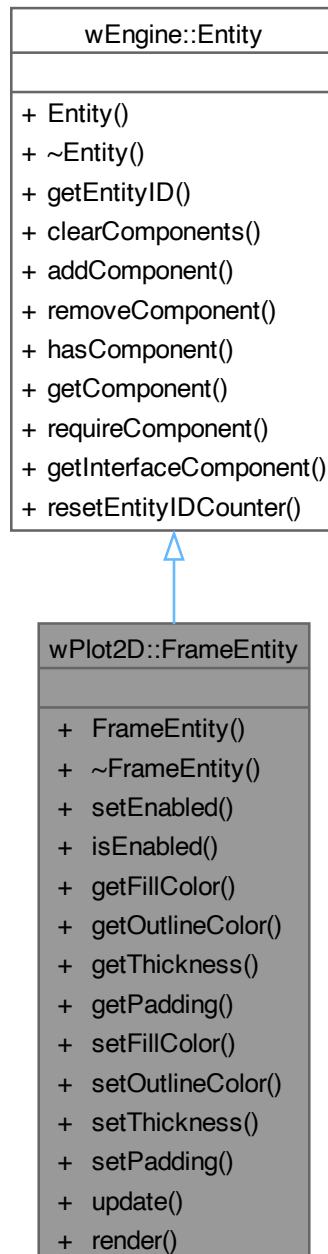 wEngine::Entity
+ Entity()
+ ~Entity()
+ getEntityID()
+ clearComponents()
+ addComponent()
+ removeComponent()
+ hasComponent()
+ getComponent()
+ requireComponent()
+ getInterfaceComponent()
+ resetEntityIDCounter()
wPlot2D::FrameEntity
+ FrameEntity()
+ ~FrameEntity()
+ setEnabled()
+ isEnabled()
+ getFillColor()
+ getOutlineColor()
+ getThickness()
+ getPadding()
+ setFillColor()
+ setOutlineColor()
+ setThickness()
+ setPadding()
+ update()
+ render()